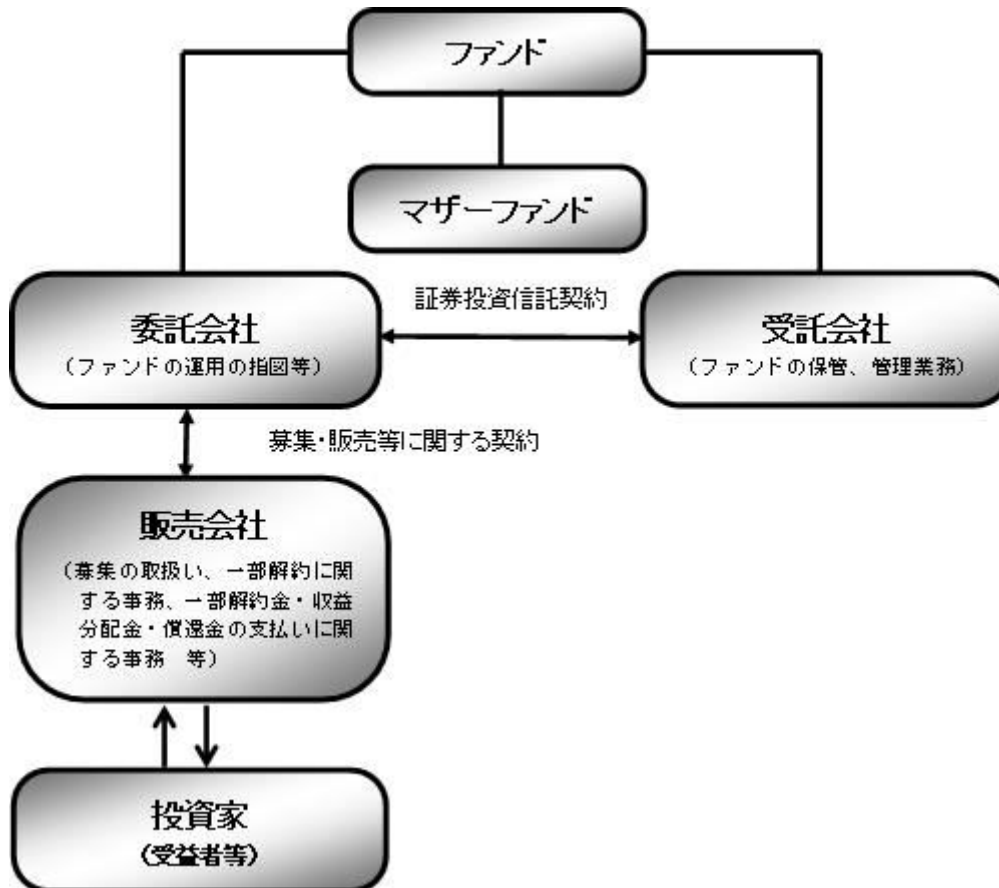 ファンド
マザーファンド
証券投資信託契約
委託会社
（ファンドの運用の指図等）
受託会社
（ファンドの保管、管理業務）
募集・販売等に関する契約
販売会社
（募集の取扱い、一部解約に関
する事務、一部解約金・収益
分配金・償還金の支払いに関
する事務　等）
投資家
（受益者等）